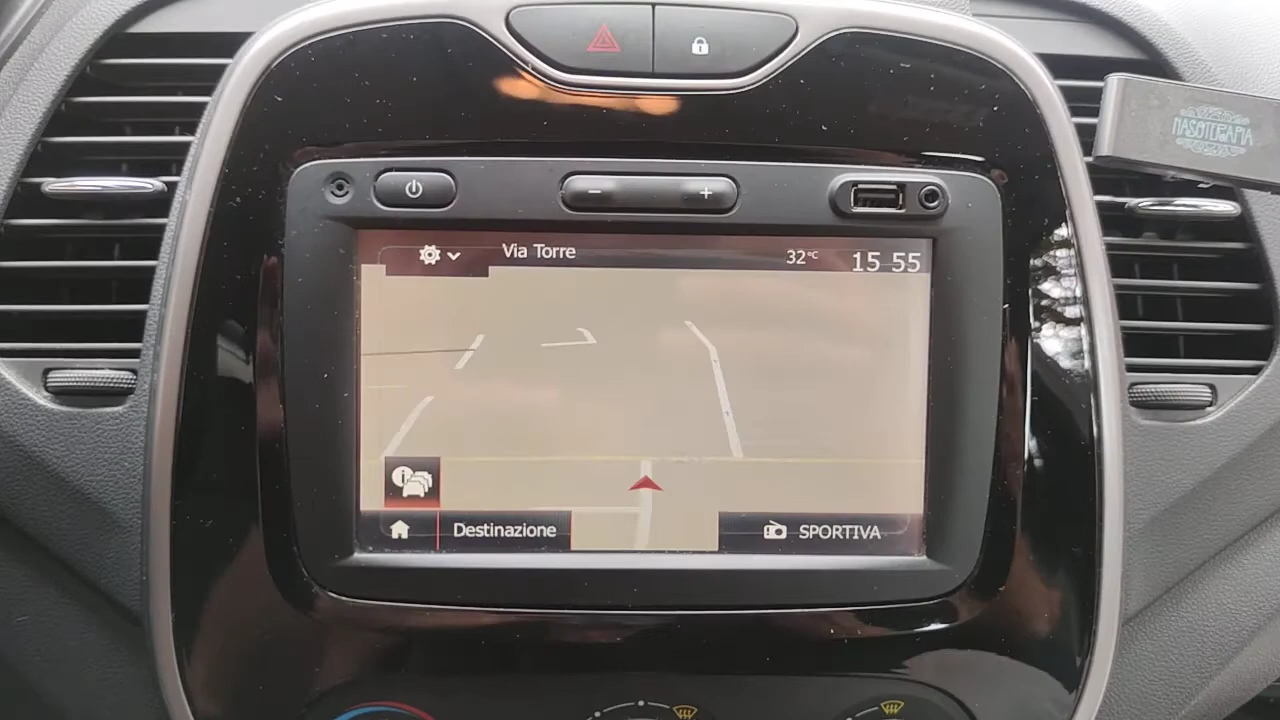 NASOTERAPIA
Via Torre
32°C
15 55
Destinazione
SPORTIVA